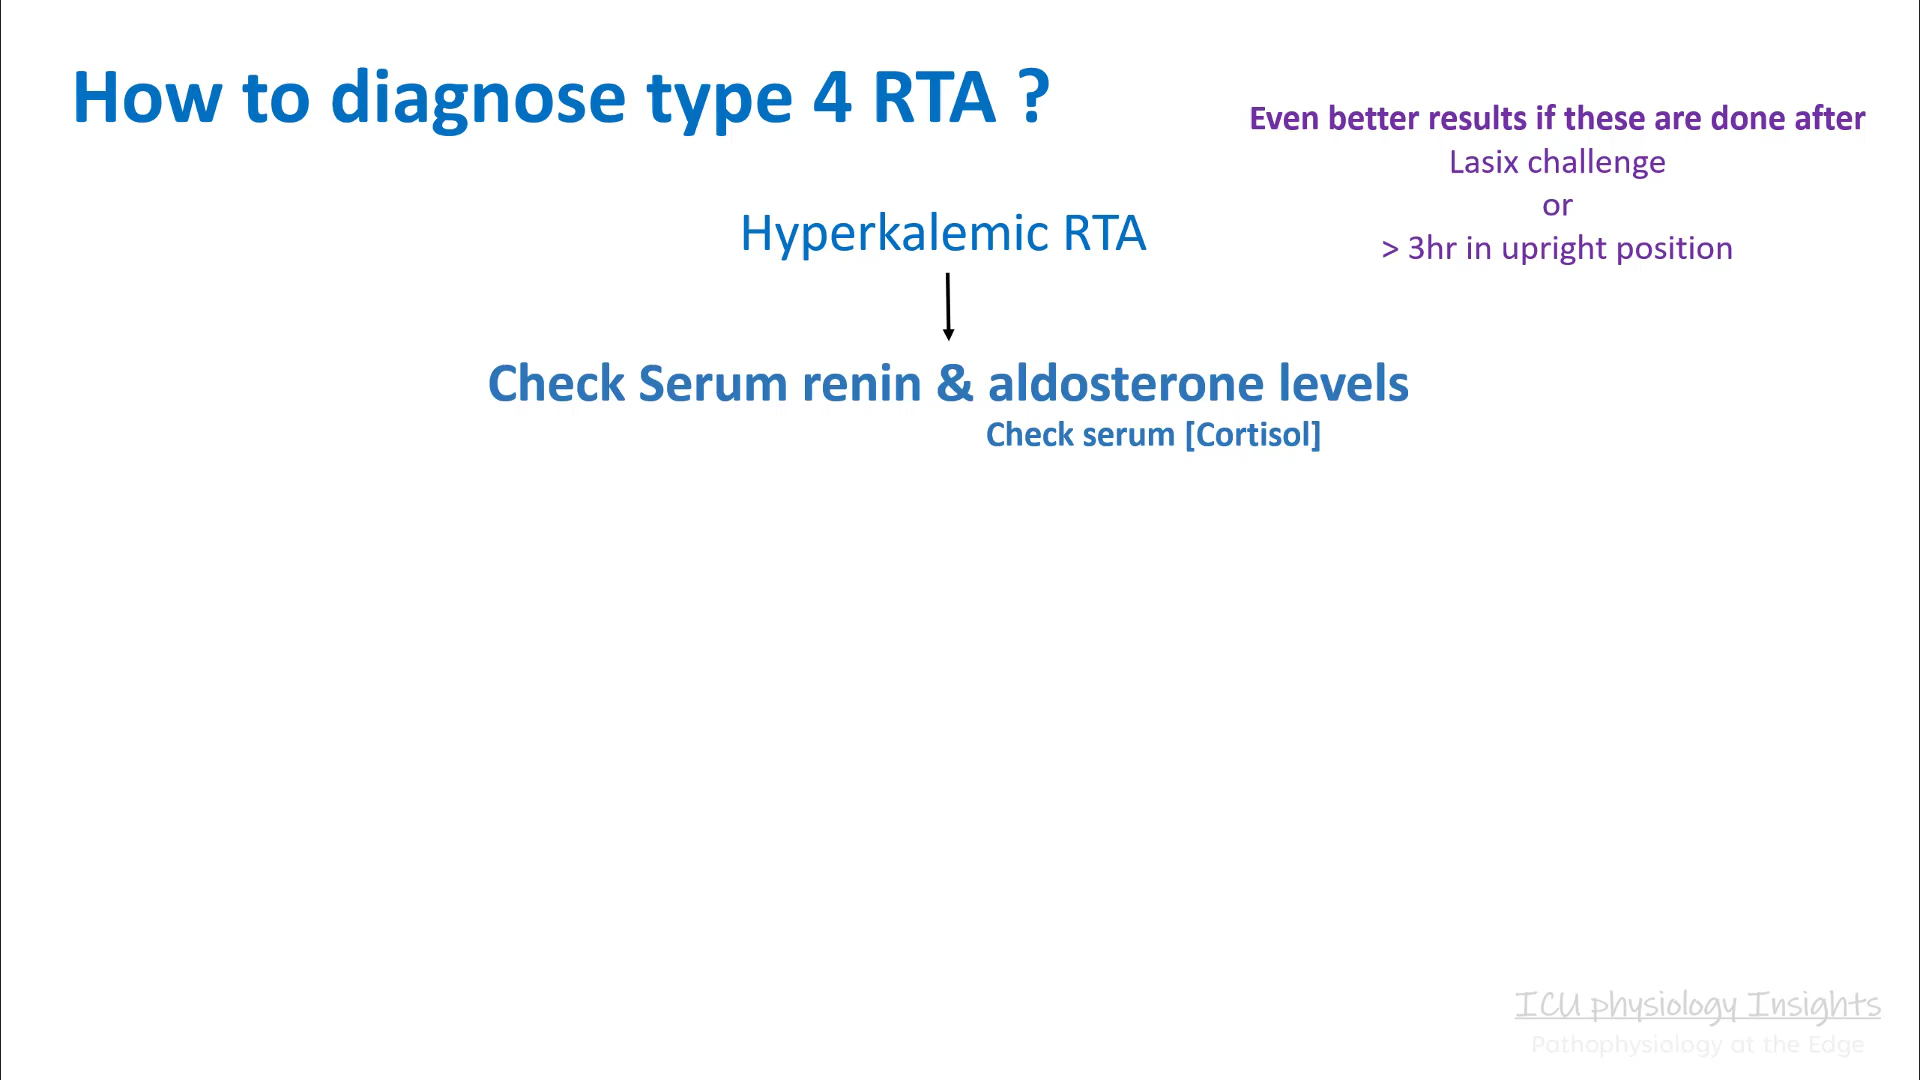 How to diagnose type 4 RTA ?
Even better results if these are done after
Lasix challenge
or
> 3hr in upright position
Hyperkalemic RTA
Check Serum renin & aldosterone levels
Check serum [Cortisol]
ICU physiology Insights
Pathophysiology at the Edge